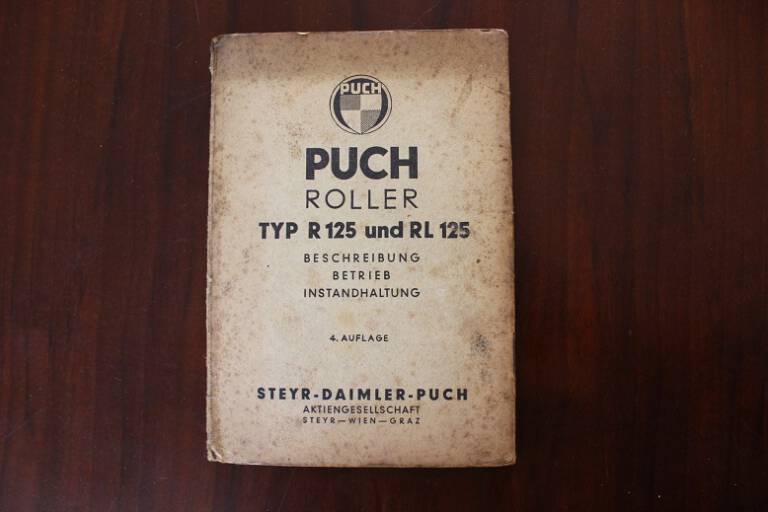 PUCH
PUCH
ROLLER
TYP R 125 und RL 125
BESCHREIBUNG
BETRIEB
INSTANDHALTUNG
4. AUFLAGE
STEYR-DAIMLER-PUCH
AKTIENGESELLSCHAFT
STEYR—WIEN—GRAZ